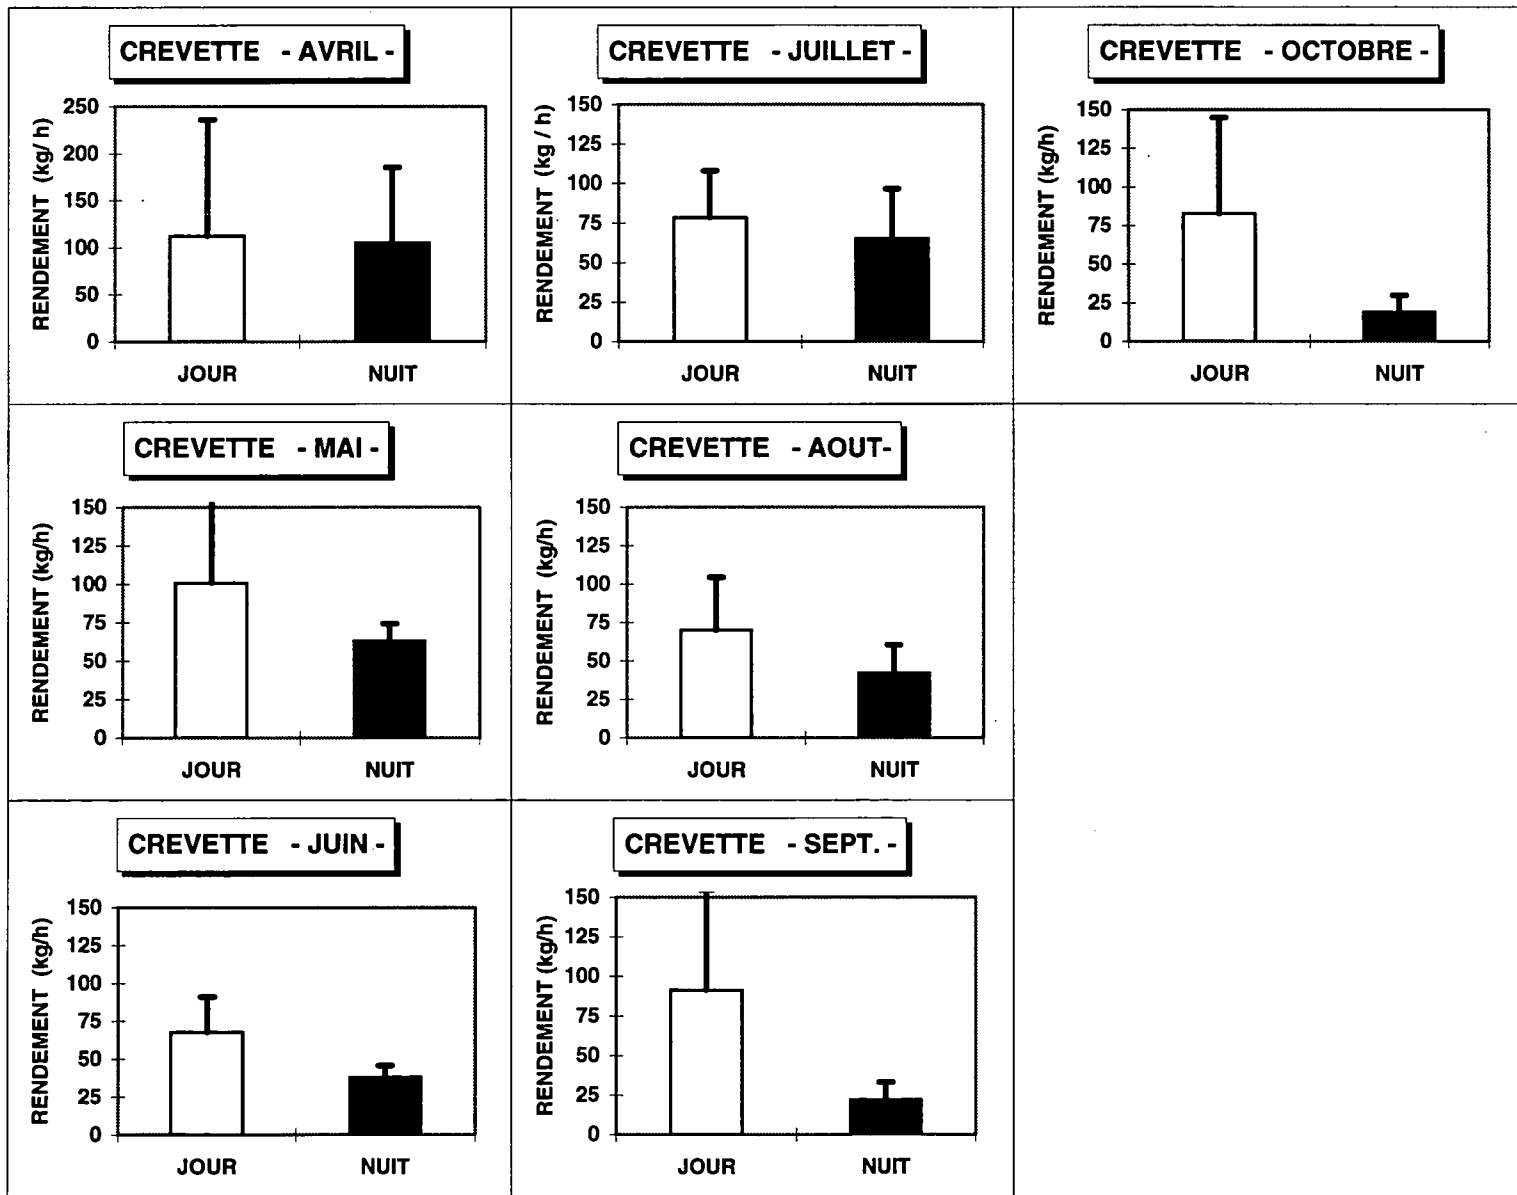 CREVETTE - AVRIL -
RENDEMENT (kg/ h)
250
200
150
100
50
0
JOUR NUIT
CREVETTE - JUILLET -
RENDEMENT (kg / h)
150
125
100
75
50
25
0
JOUR NUIT
CREVETTE - OCTOBRE -
RENDEMENT (kg/h)
150
125
100
75
50
25
0
JOUR NUIT
CREVETTE - MAI -
RENDEMENT (kg/h)
150
125
100
75
50
25
0
JOUR NUIT
CREVETTE - AOUT-
RENDEMENT (kg/h)
150
125
100
75
50
25
0
JOUR NUIT
CREVETTE - JUIN -
RENDEMENT (kg/h)
150
125
100
75
50
25
0
JOUR NUIT
CREVETTE - SEPT. -
RENDEMENT (kg/h)
150
125
100
75
50
25
0
JOUR NUIT